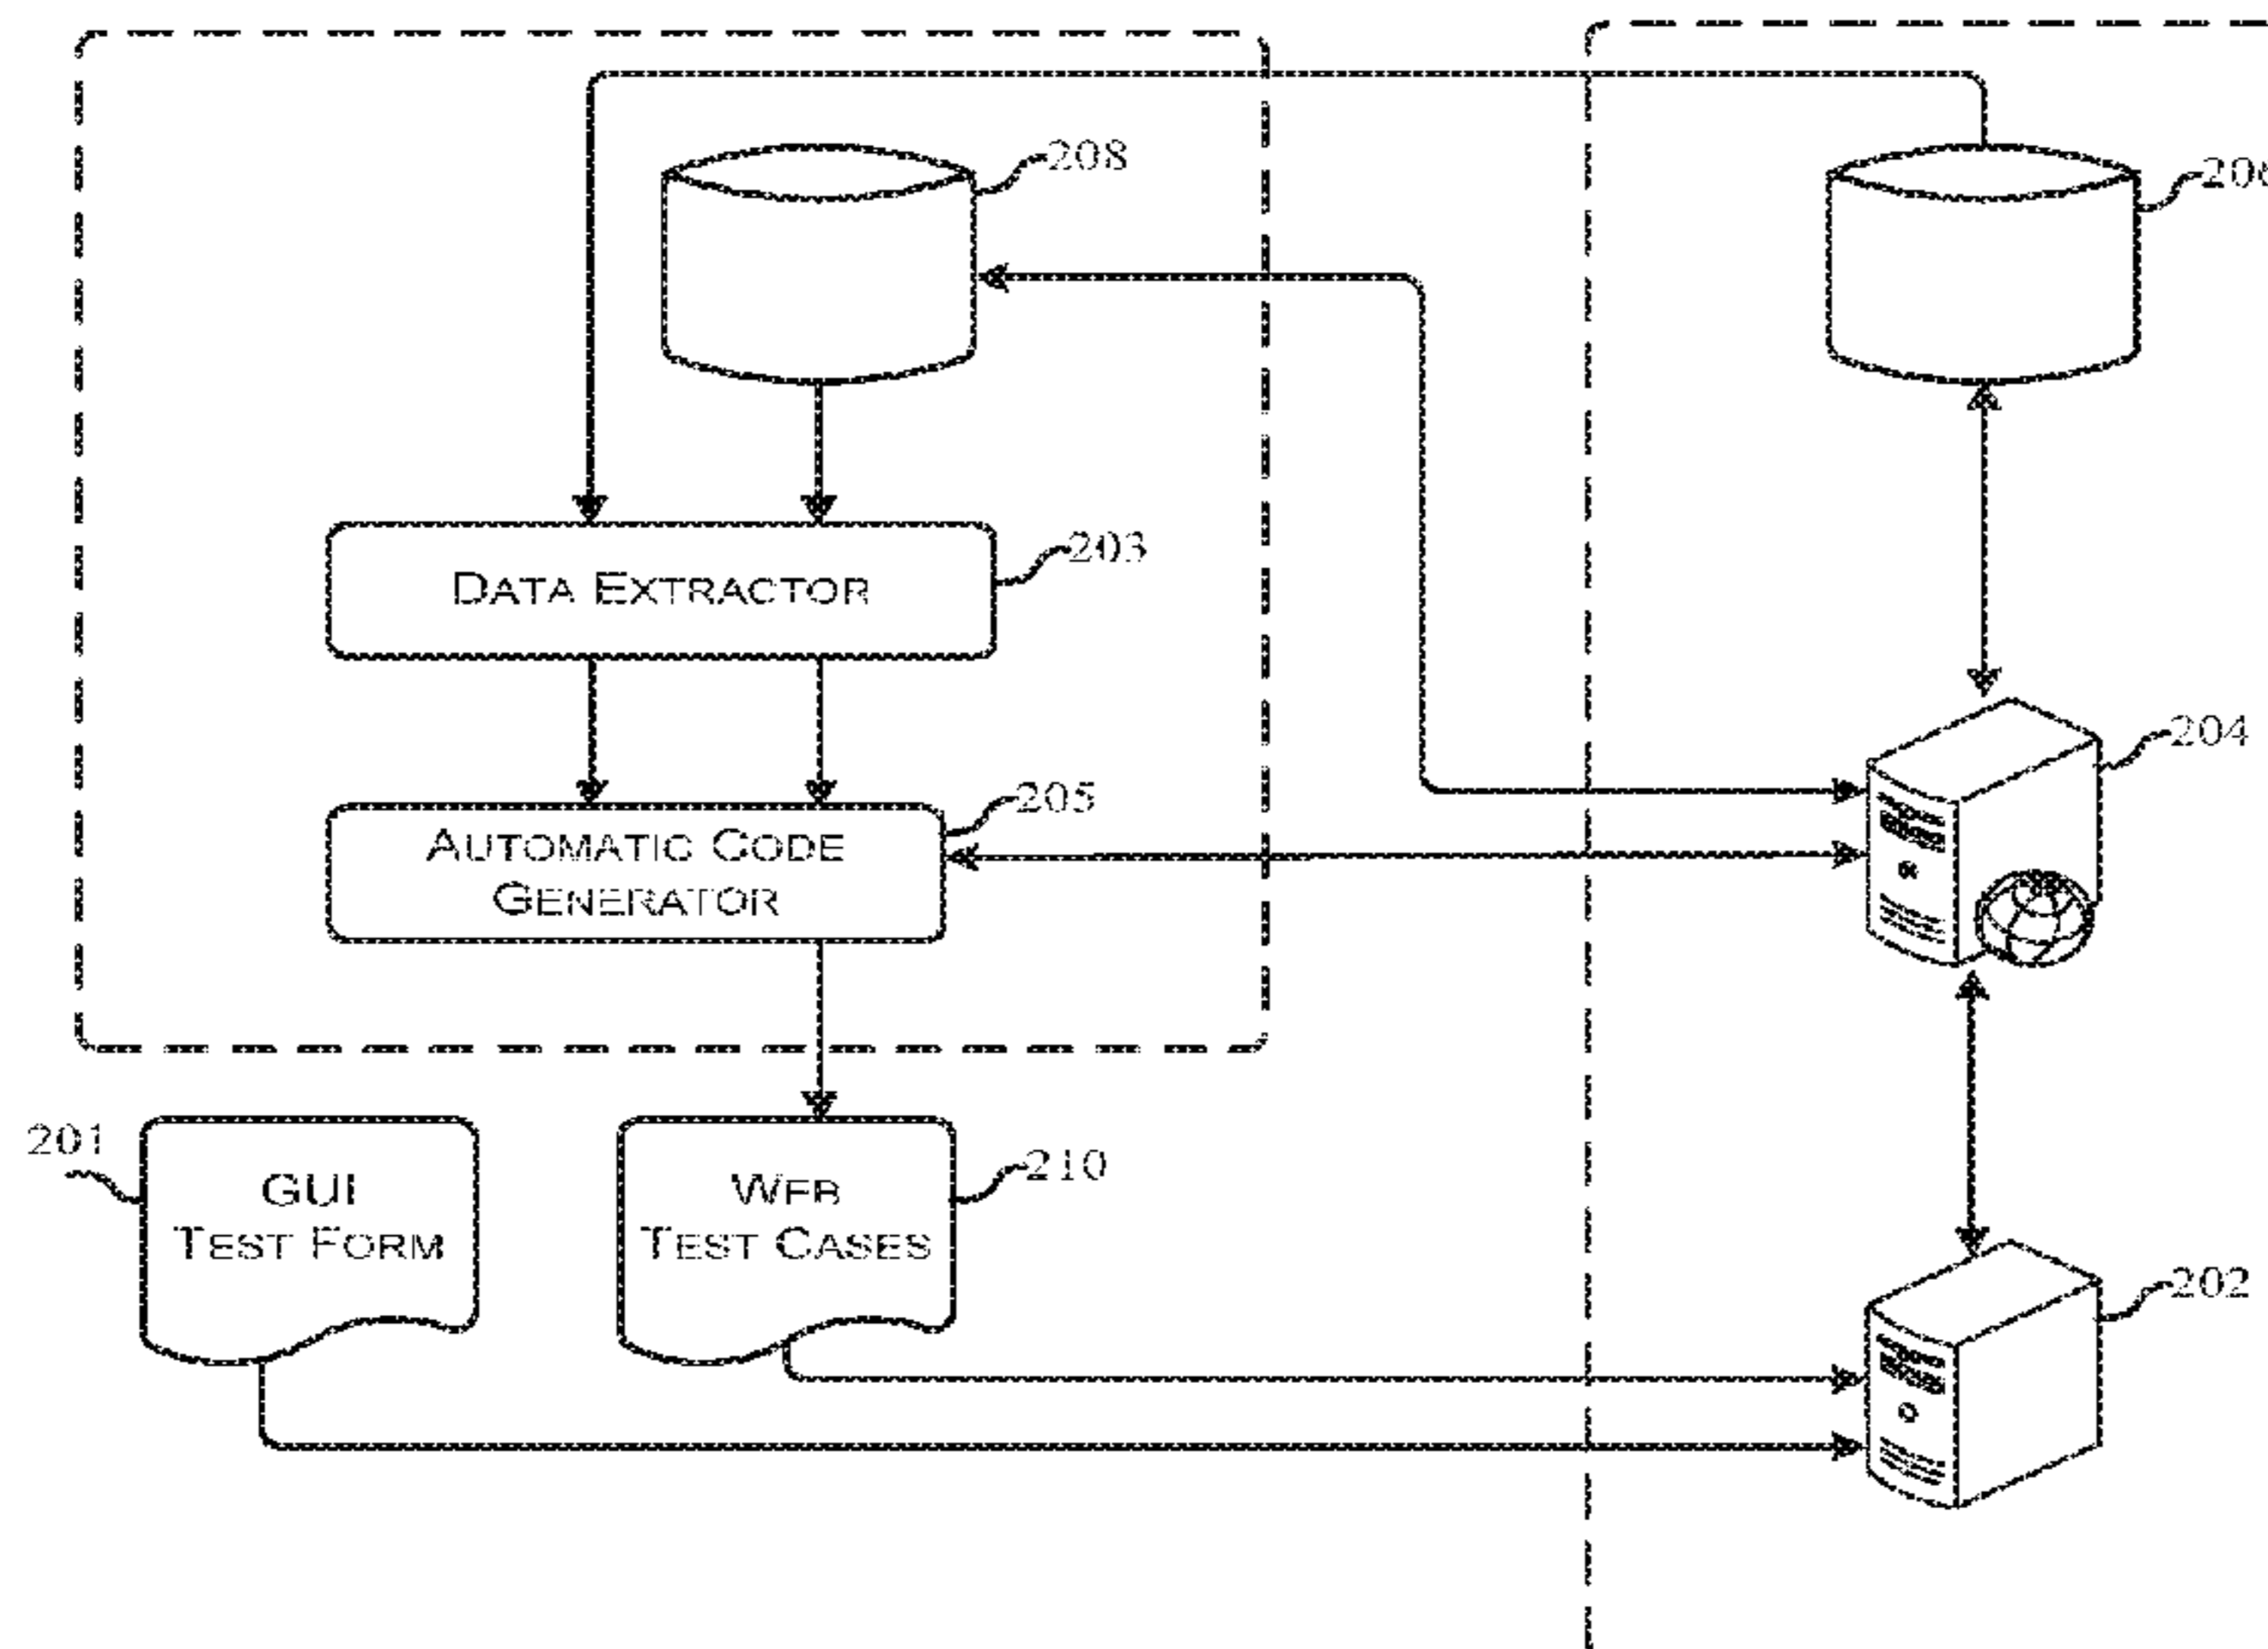 208
206
203
DATA EXTRACTOR
204
205
AUTOMATIC CODE
GENERATOR
201
GUI
TEST FORM
210
WEB
TEST CASES
202